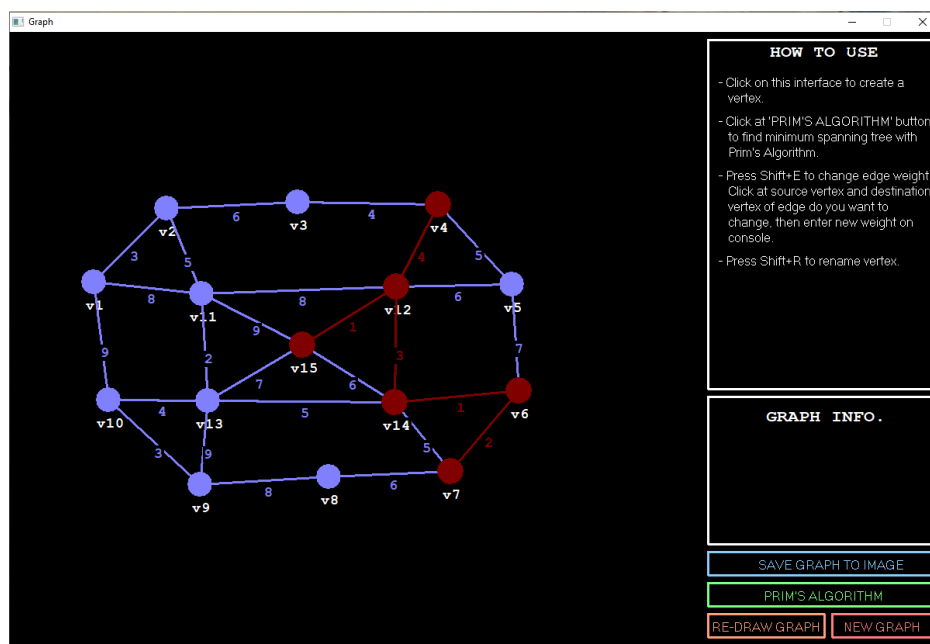 Graph
HOW TO USE
- Click on this interface to create a
vertex.
- Click at 'PRIM'S ALGORITHM' button
to find minimum spanning tree with
Prim's Algorithm.
- Press Shift+E to change edge weight
Click at source vertex and destination
vertex of edge do you want to
change, then enter new weight on
console.
- Press Shift+R to rename vertex.
GRAPH INFO.
SAVE GRAPH TO IMAGE
PRIM'S ALGORITHM
RE-DRAW GRAPH
NEW GRAPH
v2
6
v3
4
v4
3
5
4
5
v1
8
v11
8
v12
6
v5
9
2
9
1
3
7
v15
7
6
v10
4
v13
5
v14
1
v6
3
9
5
2
v9
8
v8
6
v7